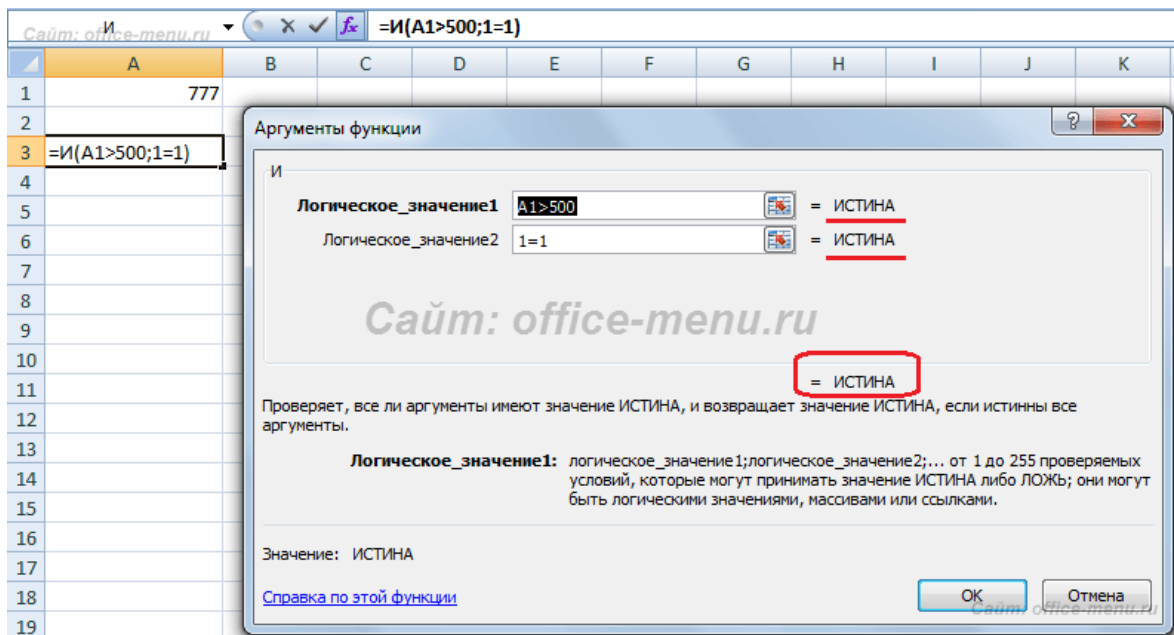 Сайт: office-menu.ru
И
=И(A1>500;1=1)
A B C D E F G H I J K
1 777
2
3 =И(A1>500;1=1)
4
5
6
7
8
9
10
11
12
13
14
15
16
17
18
19
Аргументы функции
И
Логическое_значение1 A1>500 = ИСТИНА
Логическое_значение2 1=1 = ИСТИНА
Сайт: office-menu.ru
= ИСТИНА
Проверяет, все ли аргументы имеют значение ИСТИНА, и возвращает значение ИСТИНА, если истинны все
аргументы.
Логическое_значение1: логическое_значение1;логическое_значение2;... от 1 до 255 проверяемых
условий, которые могут принимать значение ИСТИНА либо ЛОЖЬ; они могут
быть логическими значениями, массивами или ссылками.
Значение: ИСТИНА
Справка по этой функции
ОК Отмена
Сайт: office-menu.ru